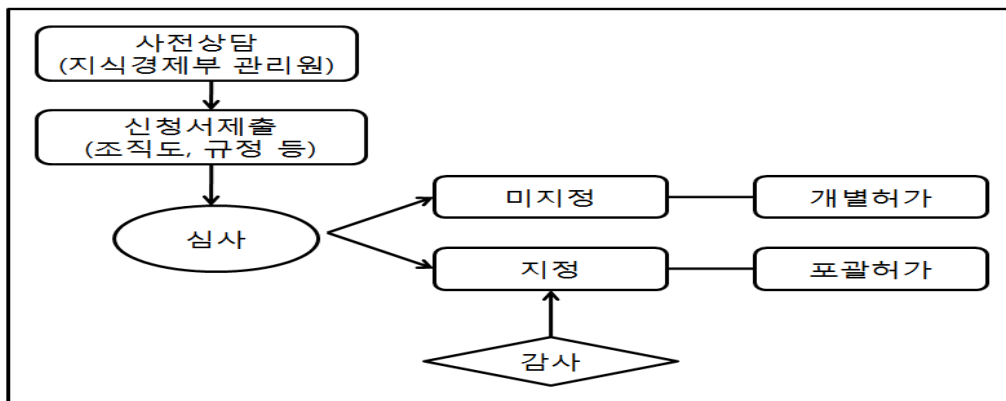 사전상담
(지식경제부 관리원)
신청서제출
(조직도, 규정 등)
심사
미지정
개별허가
지정
포괄허가
감사